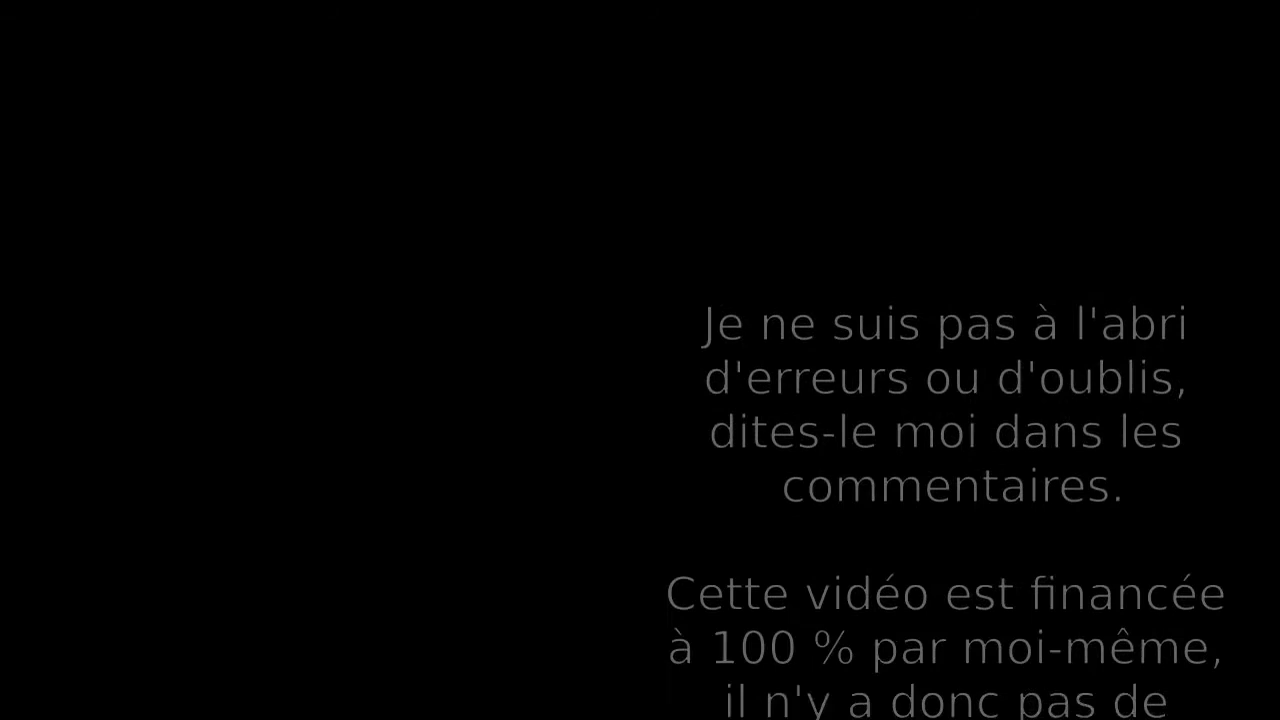 Je ne suis pas à l'abri
d'erreurs ou d'oublis,
dites-le moi dans les
commentaires.
Cette vidéo est financée
à 100 % par moi-même,
il n'y a donc pas de